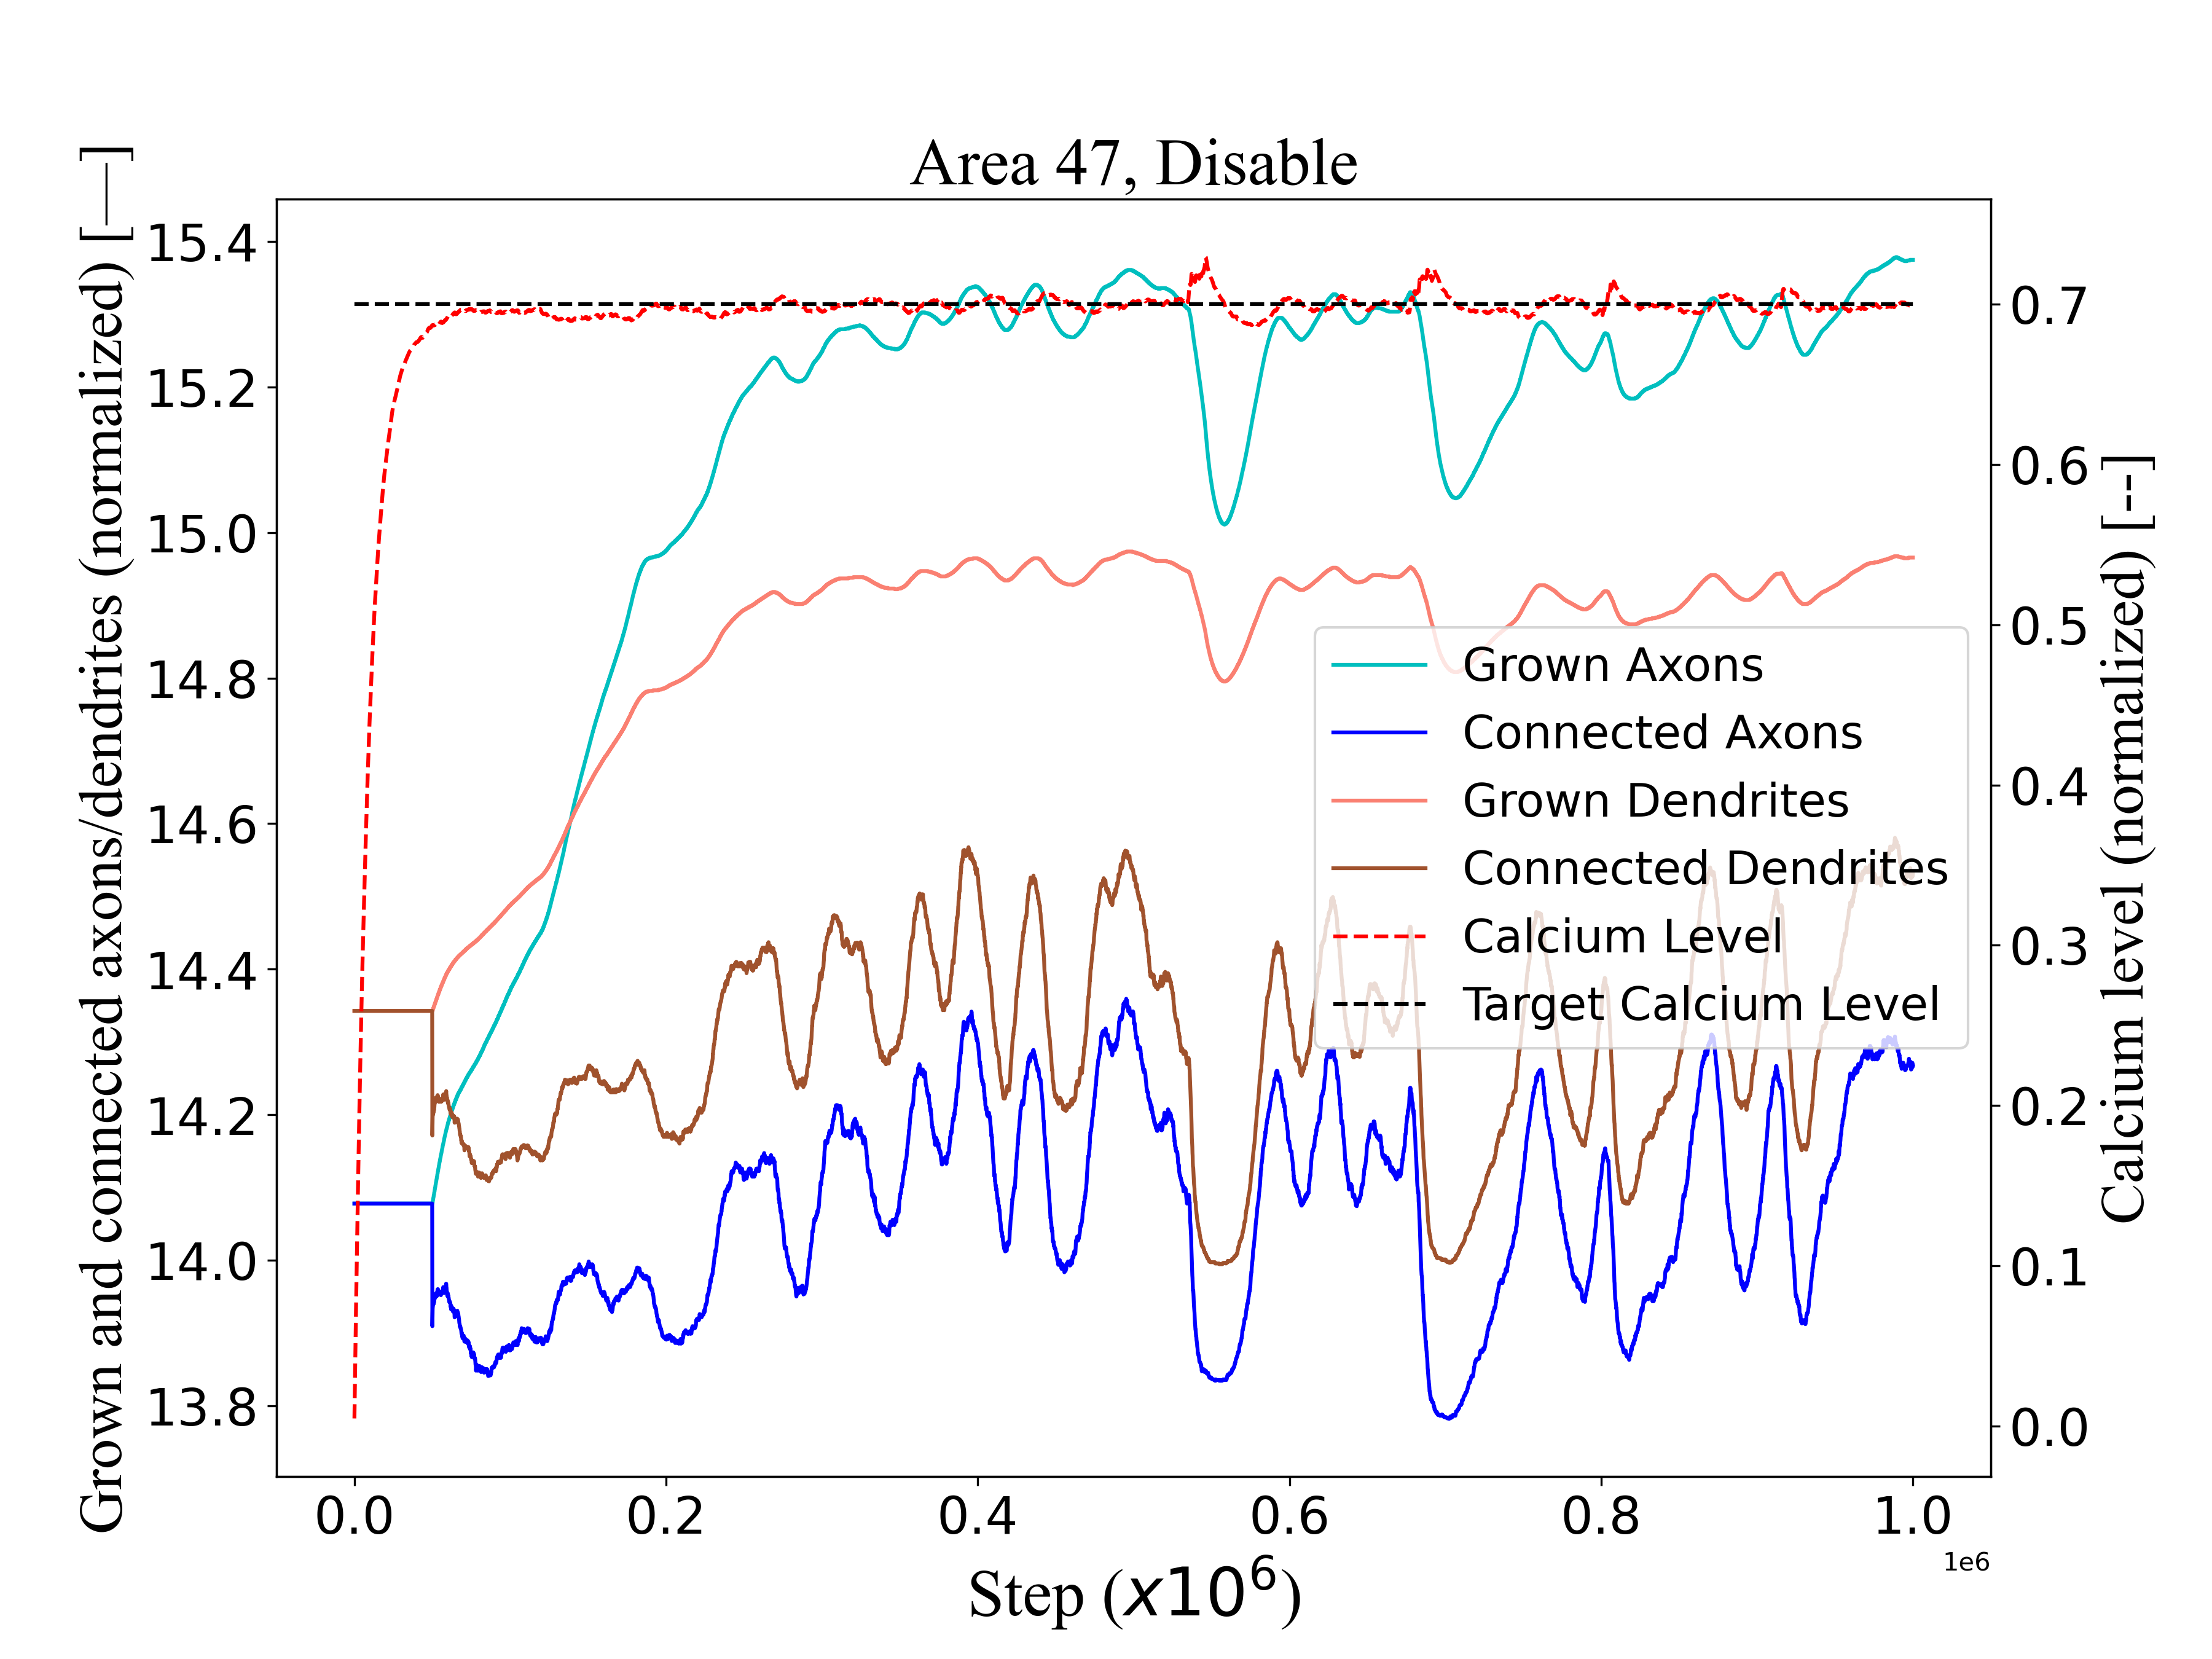 Area 47, Disable
Grown and connected axons/dendrites (normalized) [—]
15.4
15.2
15.0
14.8
14.6
14.4
14.2
14.0
13.8
0.7
0.6
0.5
0.4
0.3
0.2
0.1
0.0
Calcium level (normalized) [--]
Grown Axons
Connected Axons
Grown Dendrites
Connected Dendrites
Calcium Level
Target Calcium Level
0.0 0.2 0.4 0.6 0.8 1.0
1e6
Step (x10⁶)